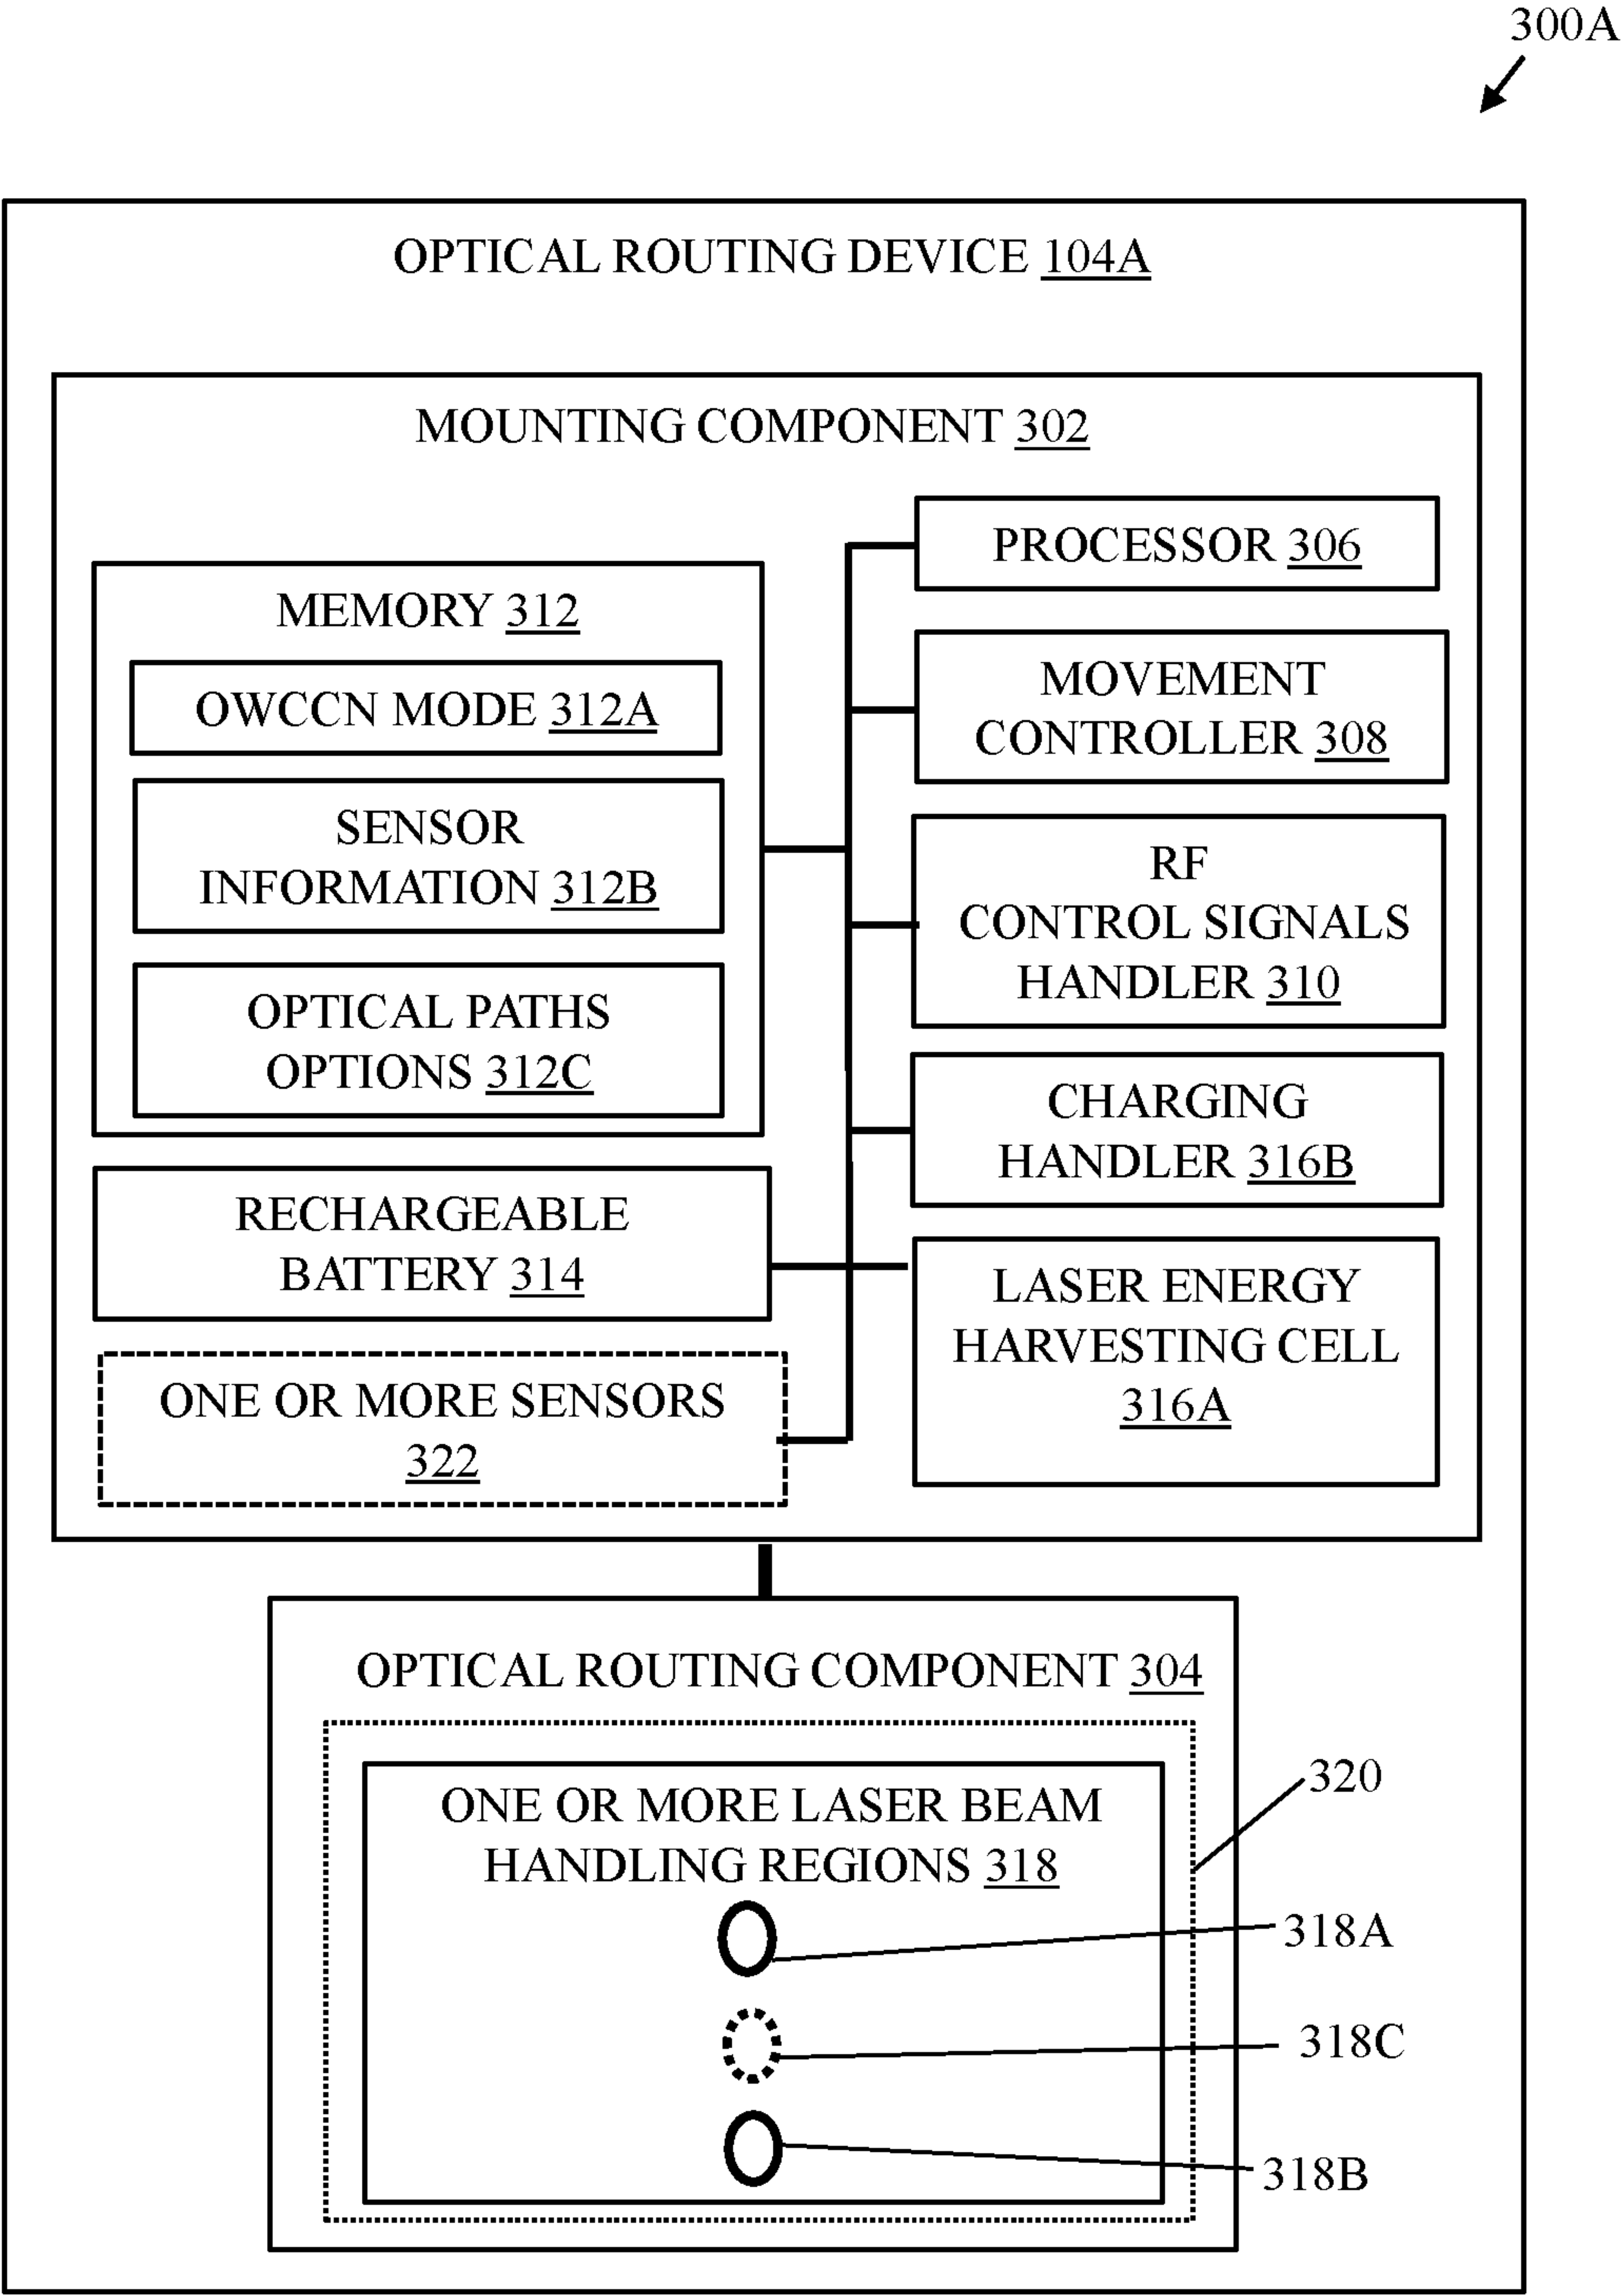 300A
OPTICAL ROUTING DEVICE 104A
MOUNTING COMPONENT 302
MEMORY 312
OWCCN MODE 312A
SENSOR
INFORMATION 312B
OPTICAL PATHS
OPTIONS 312C
RECHARGEABLE
BATTERY 314
ONE OR MORE SENSORS
322
PROCESSOR 306
MOVEMENT
CONTROLLER 308
RF
CONTROL SIGNALS
HANDLER 310
CHARGING
HANDLER 316B
LASER ENERGY
HARVESTING CELL
316A
OPTICAL ROUTING COMPONENT 304
ONE OR MORE LASER BEAM
HANDLING REGIONS 318
320
318A
318C
318B